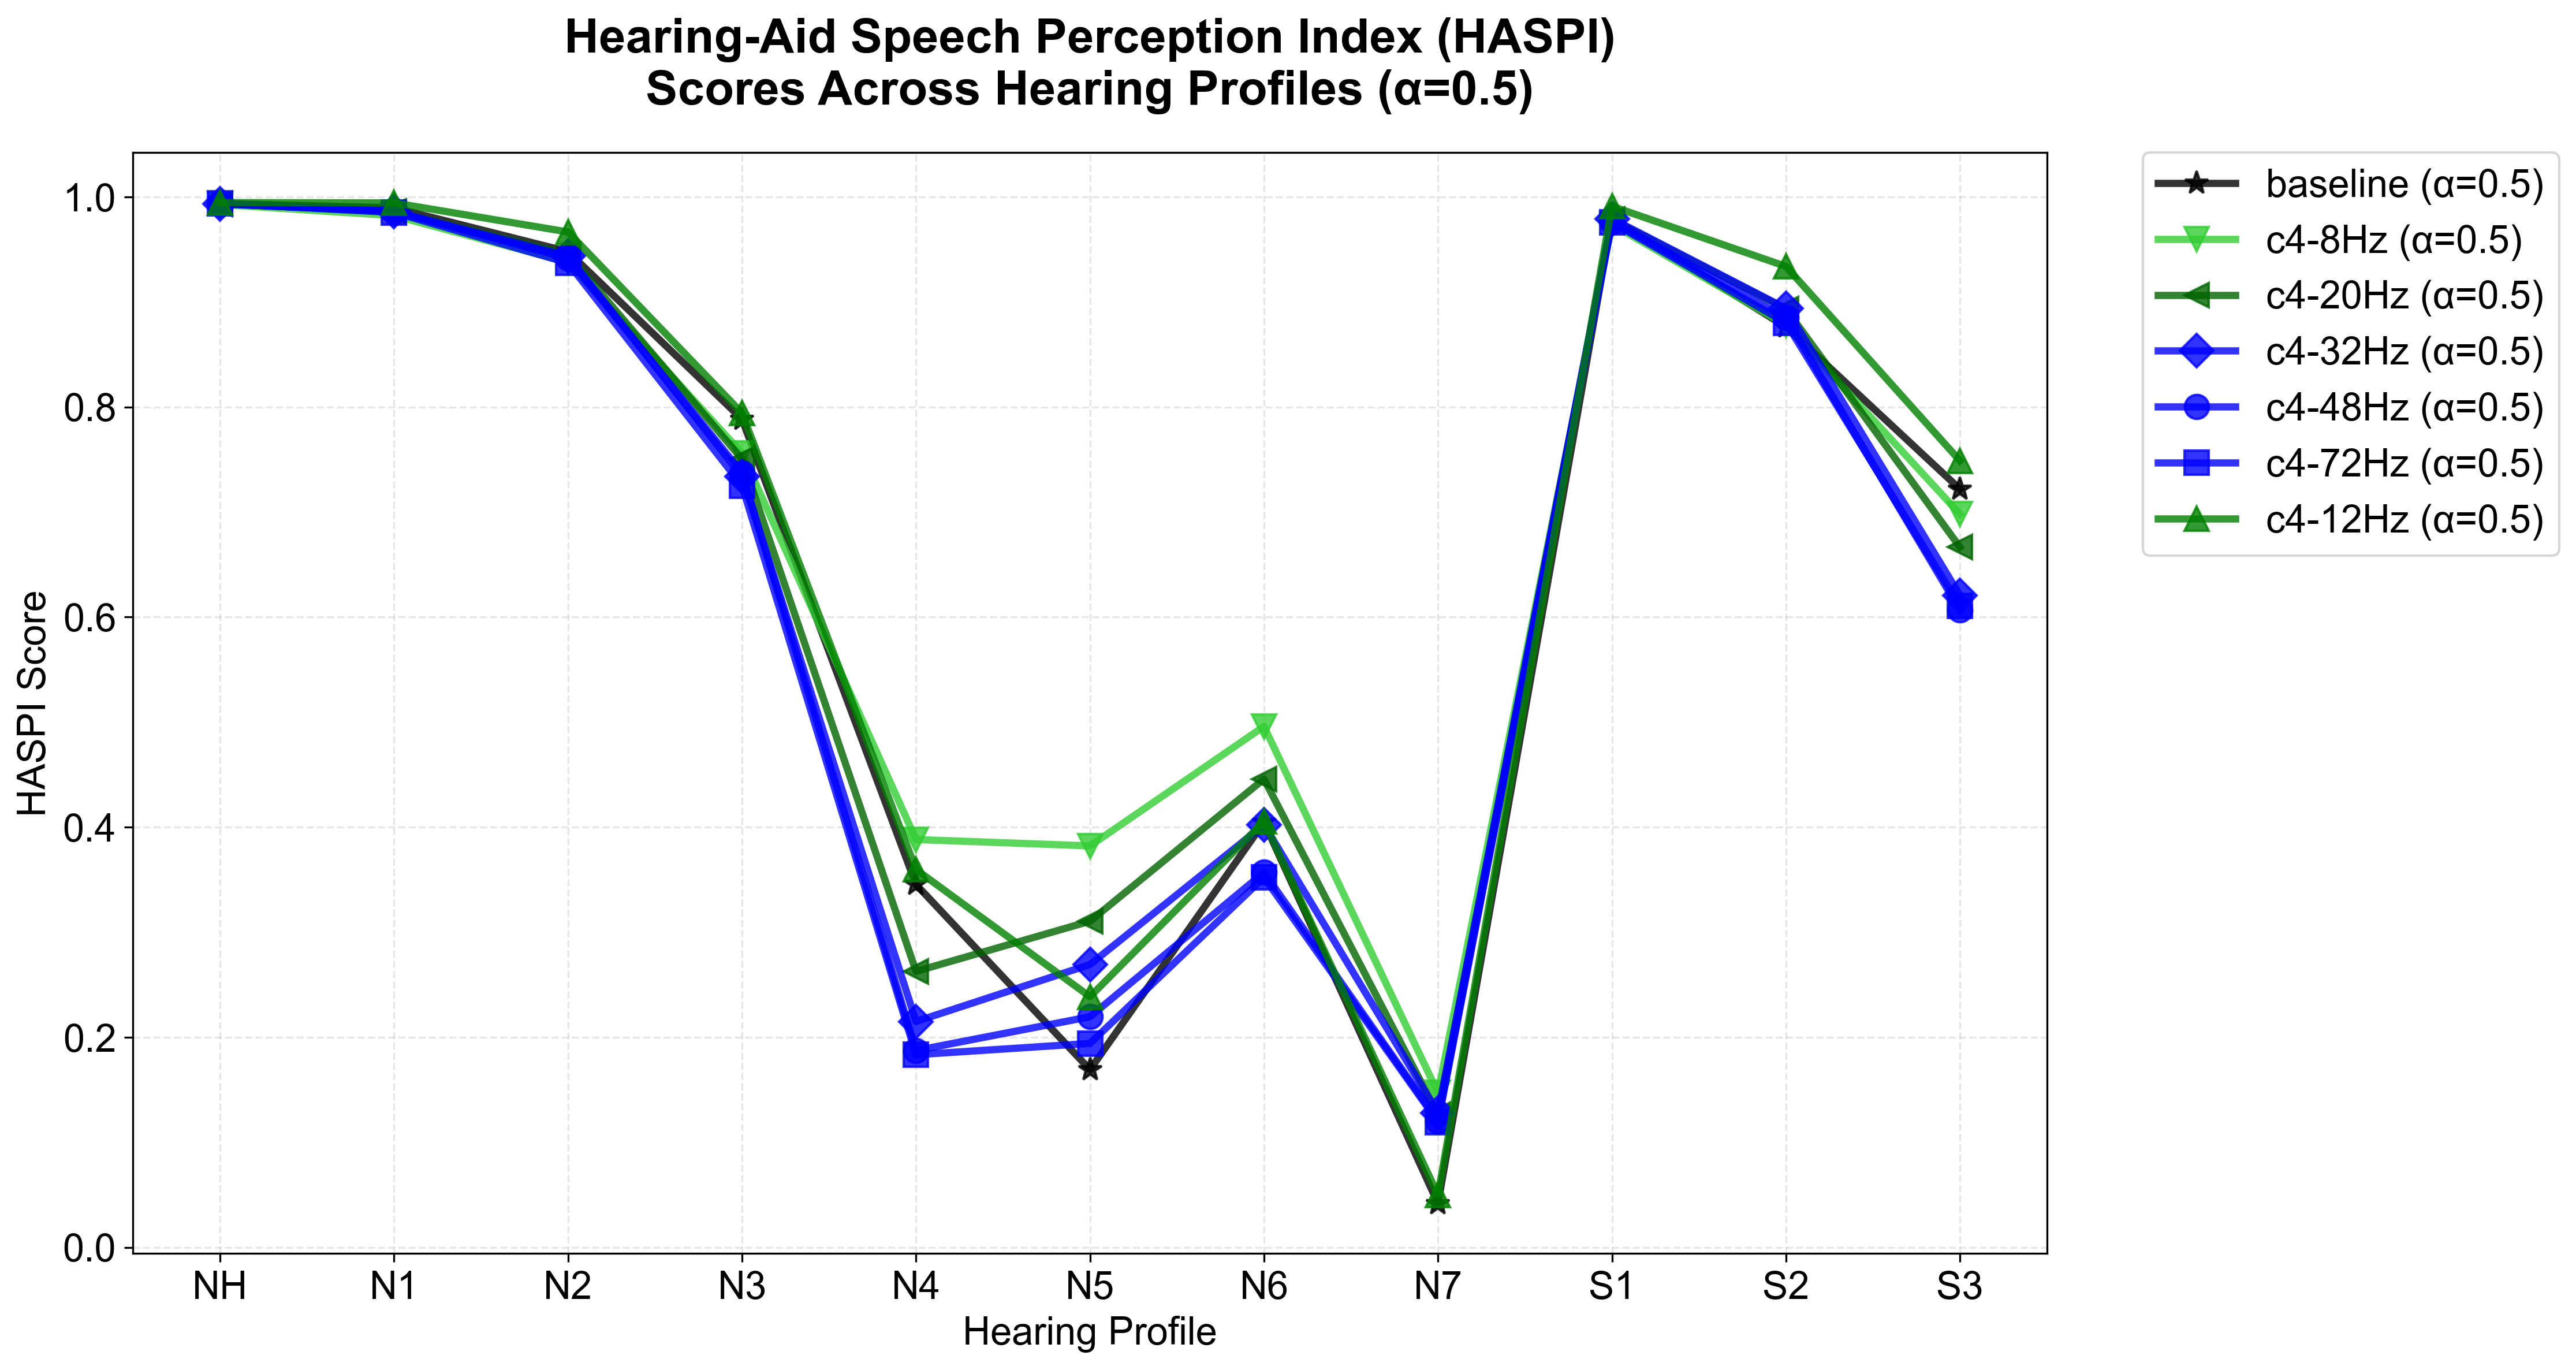 Hearing-Aid Speech Perception Index (HASPI)
Scores Across Hearing Profiles (α=0.5)
HASPI Score
1.0
0.8
0.6
0.4
0.2
0.0
NH N1 N2 N3 N4 N5 N6 N7 S1 S2 S3
Hearing Profile
baseline (α=0.5)
c4-8Hz (α=0.5)
c4-20Hz (α=0.5)
c4-32Hz (α=0.5)
c4-48Hz (α=0.5)
c4-72Hz (α=0.5)
c4-12Hz (α=0.5)